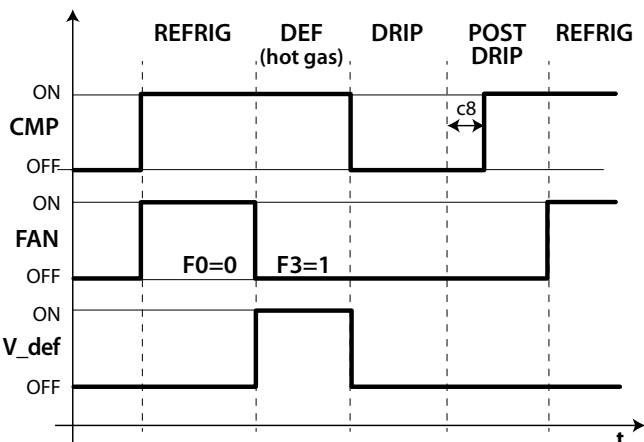 REFRIG DEF DRIP POST REFRIG
(hot gas) DRIP
ON
c8
CMP
OFF
ON
FAN
F0=0 F3=1
OFF
ON
V_def
OFF
t